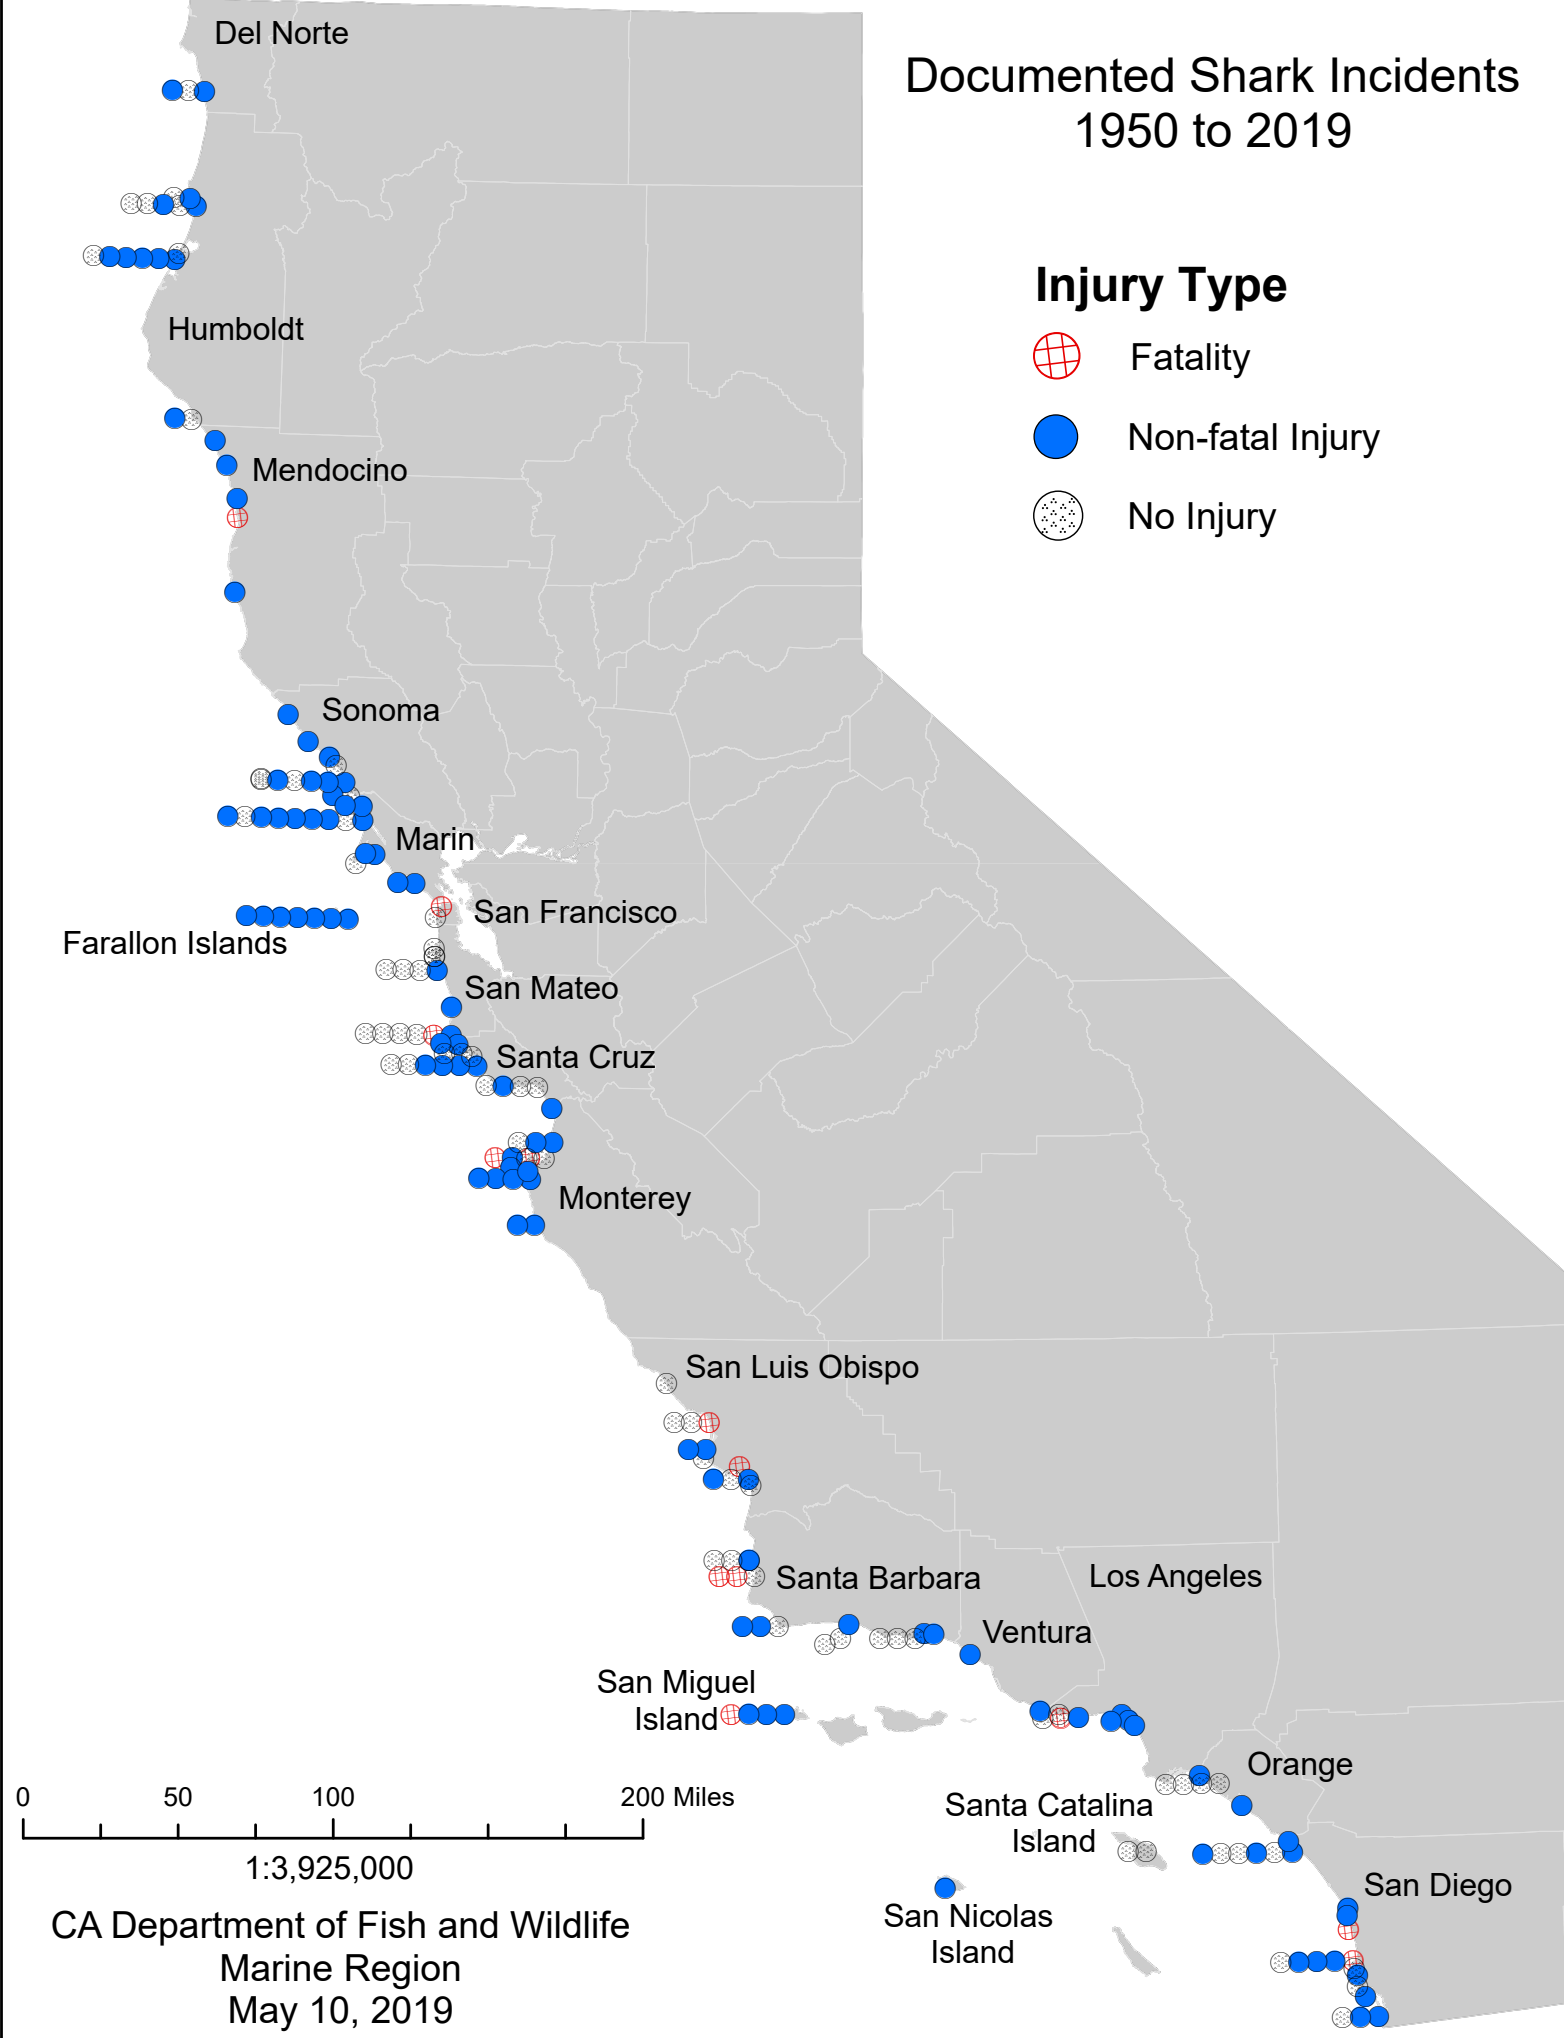 Del Norte
Documented Shark Incidents
1950 to 2019
Injury Type
Fatality
Non-fatal Injury
No Injury
Humboldt
Mendocino
Sonoma
Marin
San Francisco
Farallon Islands
San Mateo
Santa Cruz
Monterey
San Luis Obispo
Santa Barbara
Los Angeles
Ventura
San Miguel
Island
Orange
Santa Catalina
Island
San Diego
San Nicolas
Island
0 50 100 200 Miles
1:3,925,000
CA Department of Fish and Wildlife
Marine Region
May 10, 2019